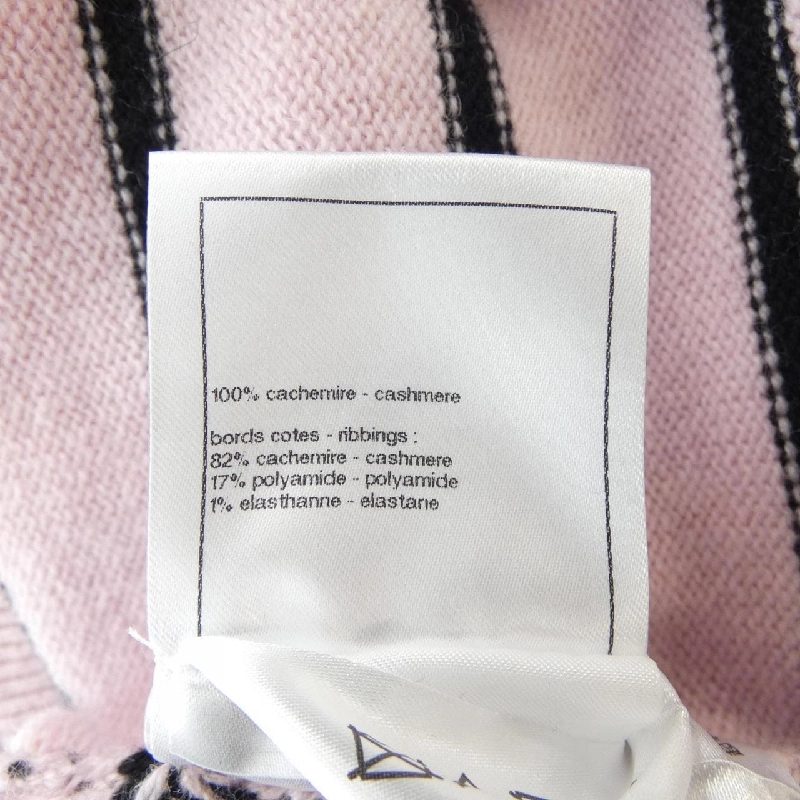 100% cachemire - cashmere
bords cotes - ribbings :
82% cachemire - cashmere
17% polyamide - polyamide
1% elasthanne - elastane